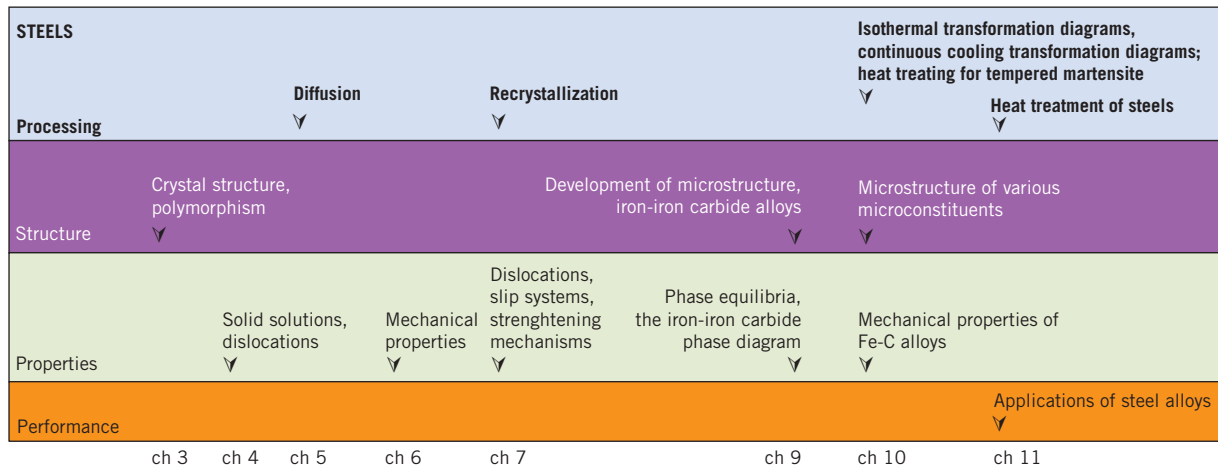 STEELS
Isothermal transformation diagrams,
continuous cooling transformation diagrams;
heat treating for tempered martensite
Diffusion
Recrystallization
Heat treatment of steels
Processing
Crystal structure,
polymorphism
Development of microstructure,
iron-iron carbide alloys
Microstructure of various
microconstituents
Structure
Solid solutions,
dislocations
Mechanical
properties
Dislocations,
slip systems,
strenghtening
mechanisms
Phase equilibria,
the iron-iron carbide
phase diagram
Mechanical properties of
Fe-C alloys
Properties
Applications of steel alloys
Performance
ch 3 ch 4 ch 5 ch 6 ch 7 ch 9 ch 10 ch 11